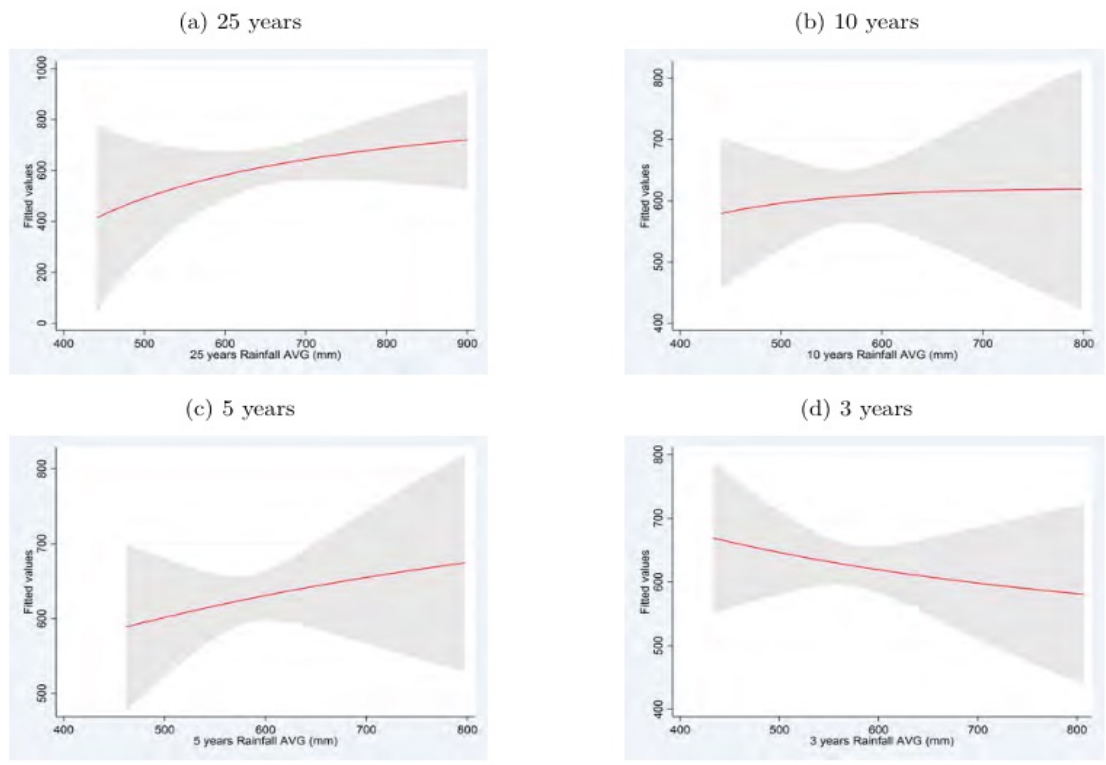 (a) 25 years
1000
800
600
400
200
0
Fitted values
400 500 600 700 800 900
25 years Rainfall AVG (mm)
(b) 10 years
800
700
600
500
400
Fitted values
400 500 600 700 800
10 years Rainfall AVG (mm)
(c) 5 years
800
700
600
500
Fitted values
400 500 600 700 800
5 years Rainfall AVG (mm)
(d) 3 years
800
700
600
500
400
Fitted values
400 500 600 700 800
3 years Rainfall AVG (mm)